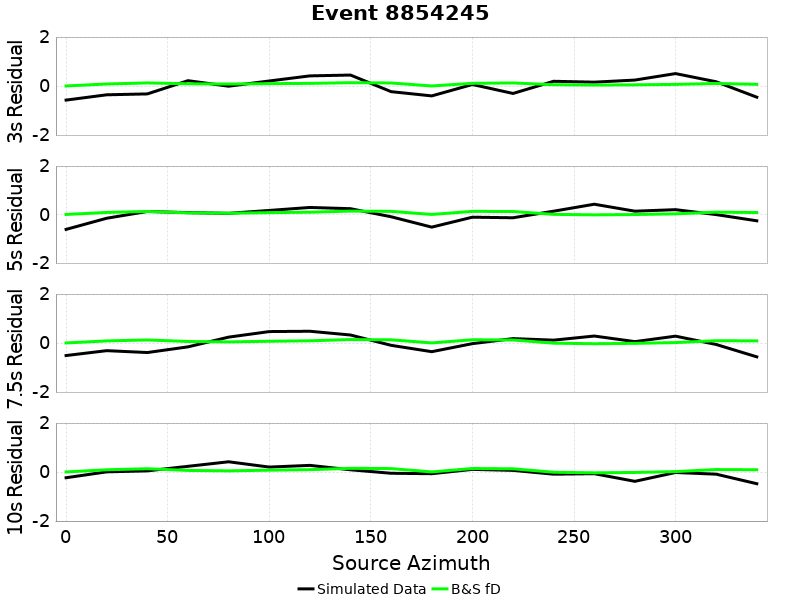 Event 8854245
3s Residual
2
0
-2
5s Residual
2
0
-2
7.5s Residual
2
0
-2
10s Residual
2
0
-2
0 50 100 150 200 250 300
Source Azimuth
Simulated Data B&S fD